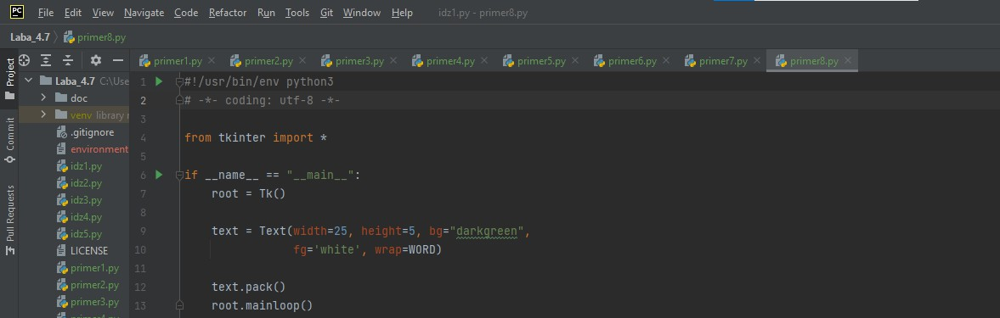 PC File Edit View Navigate Code Refactor Run Tools Git Window Help idz1.py - primer8.py
Laba_4.7 primer8.py
primer1.py primer2.py primer3.py primer4.py primer5.py primer6.py primer7.py primer8.py
Project
Commit
Pull Requests
Laba_4.7 C:\Use
doc
venv library
.gitignore
environment
idz1.py
idz2.py
idz3.py
idz4.py
idz5.py
LICENSE
primer1.py
primer2.py
primer3.py
1 #!/usr/bin/env python3
2 # -*- coding: utf-8 -*-
3
4 from tkinter import *
5
6 if __name__ == "__main__":
7 root = Tk()
8
9 text = Text(width=25, height=5, bg="darkgreen",
10 fg='white', wrap=WORD)
11
12 text.pack()
13 root.mainloop()